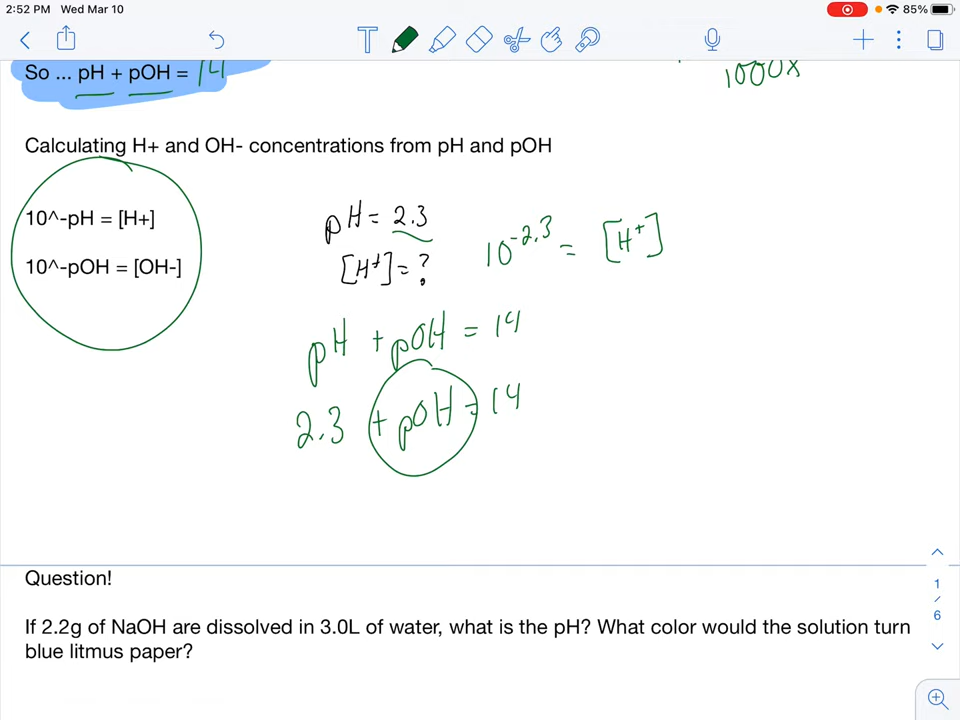 2:52 PM Wed Mar 10
85%
T
So ... pH + pOH = 14
1000x
Calculating H+ and OH- concentrations from pH and pOH
10^-pH = [H+]
10^-pOH = [OH-]
pH = 2.3
[H+] = ?
10^-2.3 = [H+]
pH + pOH = 14
2.3 + pOH = 14
Question!
If 2.2g of NaOH are dissolved in 3.0L of water, what is the pH? What color would the solution turn
blue litmus paper?
1
/
6